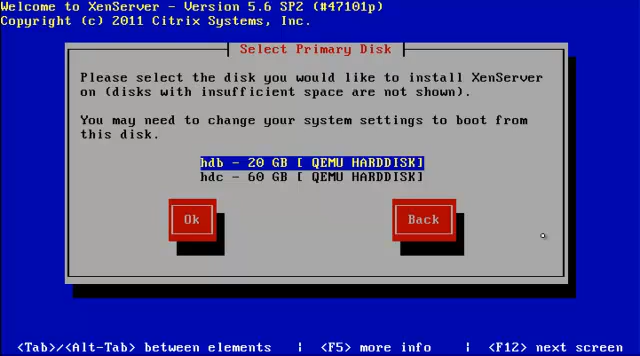 Welcome to XenServer - Version 5.6 SP2 (#47101p)
Copyright (c) 2011 Citrix Systems, Inc.
Select Primary Disk
Please select the disk you would like to install XenServer
on (disks with insufficient space are not shown).
You may need to change your system settings to boot from
this disk.
hdb - 20 GB [ QEMU HARDDISK]
hdc - 60 GB [ QEMU HARDDISK]
Ok Back
<Tab>/<Alt-Tab> between elements | <F5> more info | <F12> next screen